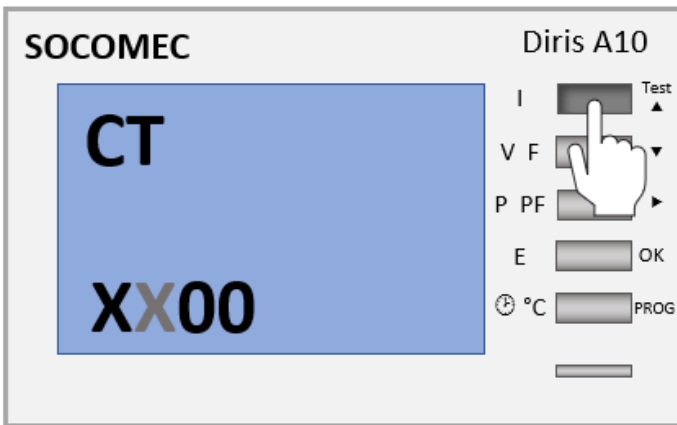 SOCOMEC
Diris A10
CT
XX00
I Test ▲
V F ▼
P PF ►
E OK
°C PROG